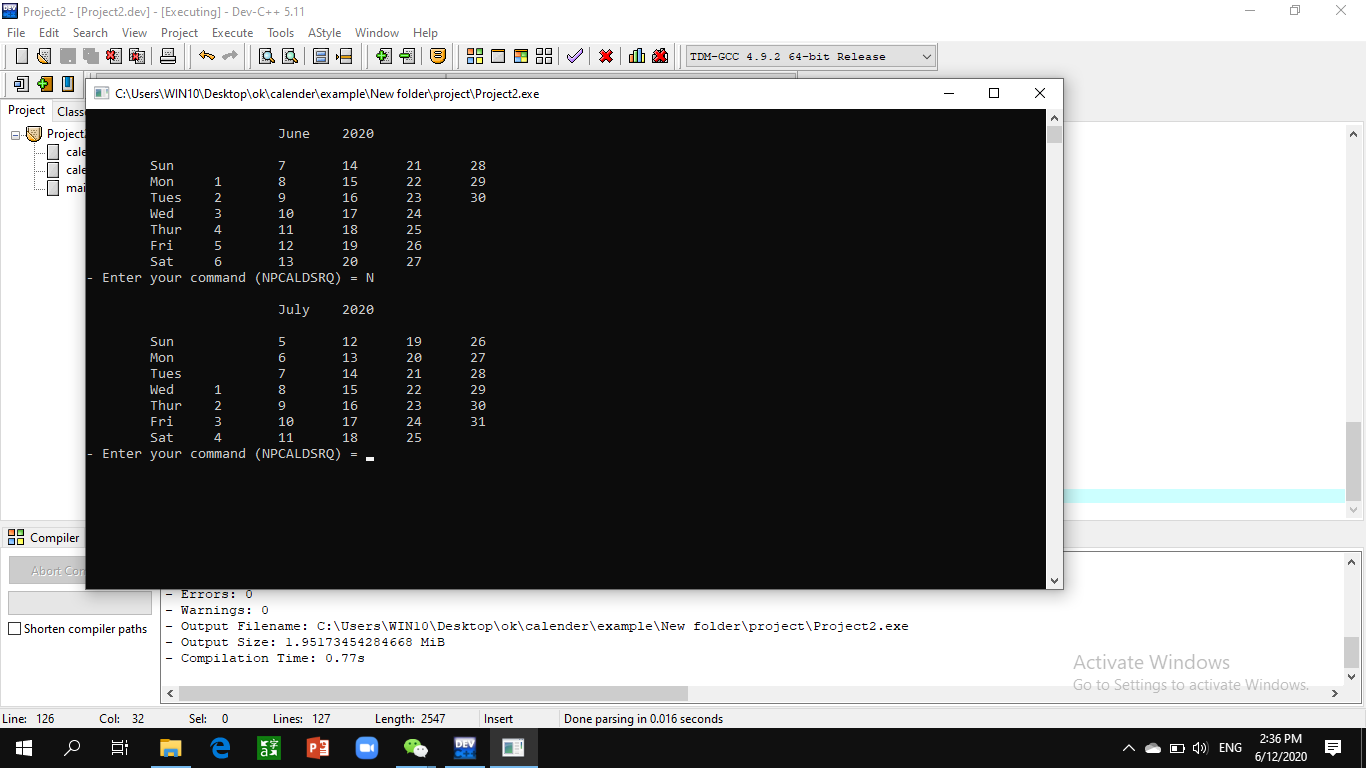 Project2 - [Project2.dev] - [Executing] - Dev-C++ 5.11
File Edit Search View Project Execute Tools AStyle Window Help
TDM-GCC 4.9.2 64-bit Release
C:\Users\WIN10\Desktop\ok\calender\example\New folder\project\Project2.exe
Project Class
Project
cale
cale
mai
June 2020
Sun 7 14 21 28
Mon 1 8 15 22 29
Tues 2 9 16 23 30
Wed 3 10 17 24
Thur 4 11 18 25
Fri 5 12 19 26
Sat 6 13 20 27
- Enter your command (NPCALDSRQ) = N
July 2020
Sun 5 12 19 26
Mon 6 13 20 27
Tues 7 14 21 28
Wed 1 8 15 22 29
Thur 2 9 16 23 30
Fri 3 10 17 24 31
Sat 4 11 18 25
- Enter your command (NPCALDSRQ) =
Compiler
Abort Con
Shorten compiler paths
- Errors: 0
- Warnings: 0
- Output Filename: C:\Users\WIN10\Desktop\ok\calender\example\New folder\project\Project2.exe
- Output Size: 1.95173454284668 MiB
- Compilation Time: 0.77s
Activate Windows
Go to Settings to activate Windows.
Line: 126 Col: 32 Sel: 0 Lines: 127 Length: 2547 Insert Done parsing in 0.016 seconds
ENG
2:36 PM
6/12/2020